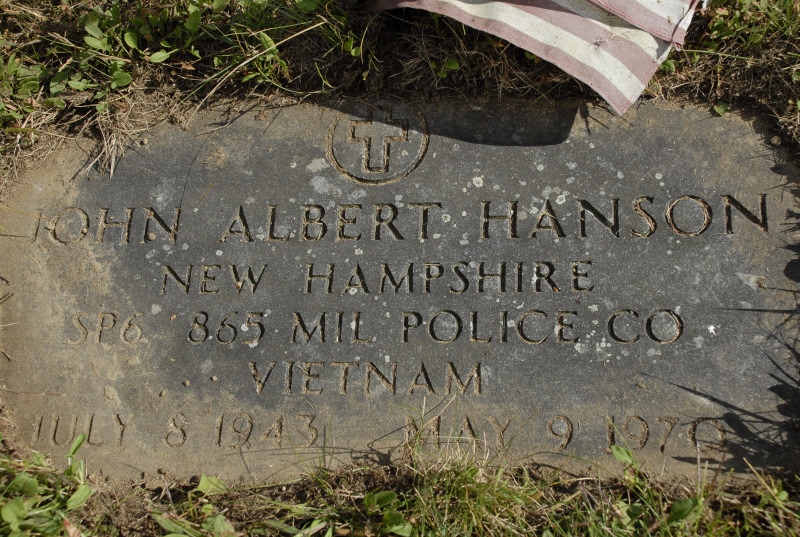 JOHN ALBERT HANSON
NEW HAMPSHIRE
SP6 865 MIL POLICE CO
VIETNAM
JULY 8 1943 MAY 9 1970